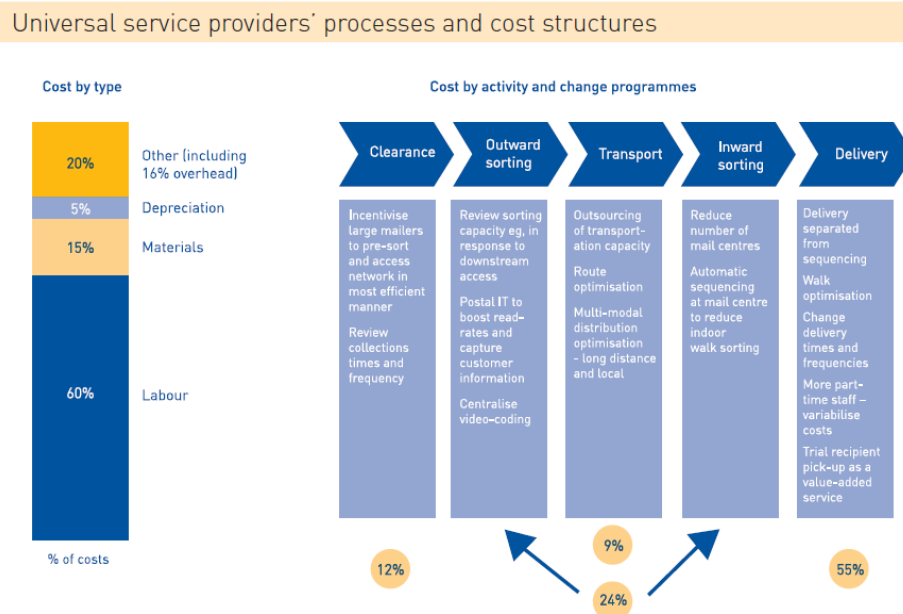 Universal service providers’ processes and cost structures
Cost by type
20%
Other (including
16% overhead)
5%
Depreciation
15%
Materials
60%
Labour
% of costs
Cost by activity and change programmes
Clearance
Incentivise
large mailers
to pre-sort
and access
network in
most efficient
manner
Review
collections
times and
frequency
12%
Outward
sorting
Review sorting
capacity eg, in
response to
downstream
access
Postal IT to
boost read-
rates and
capture
customer
information
Centralise
video-coding
Transport
Outsourcing
of transport-
ation capacity
Route
optimisation
Multi-modal
distribution
optimisation
- long distance
and local
9%
24%
Inward
sorting
Reduce
number of
mail centres
Automatic
sequencing
at mail centre
to reduce
indoor
walk sorting
Delivery
Delivery
separated
from
sequencing
Walk
optimisation
Change
delivery
times and
frequencies
More part-
time staff –
variabilise
costs
Trial recipient
pick-up as a
value-added
service
55%